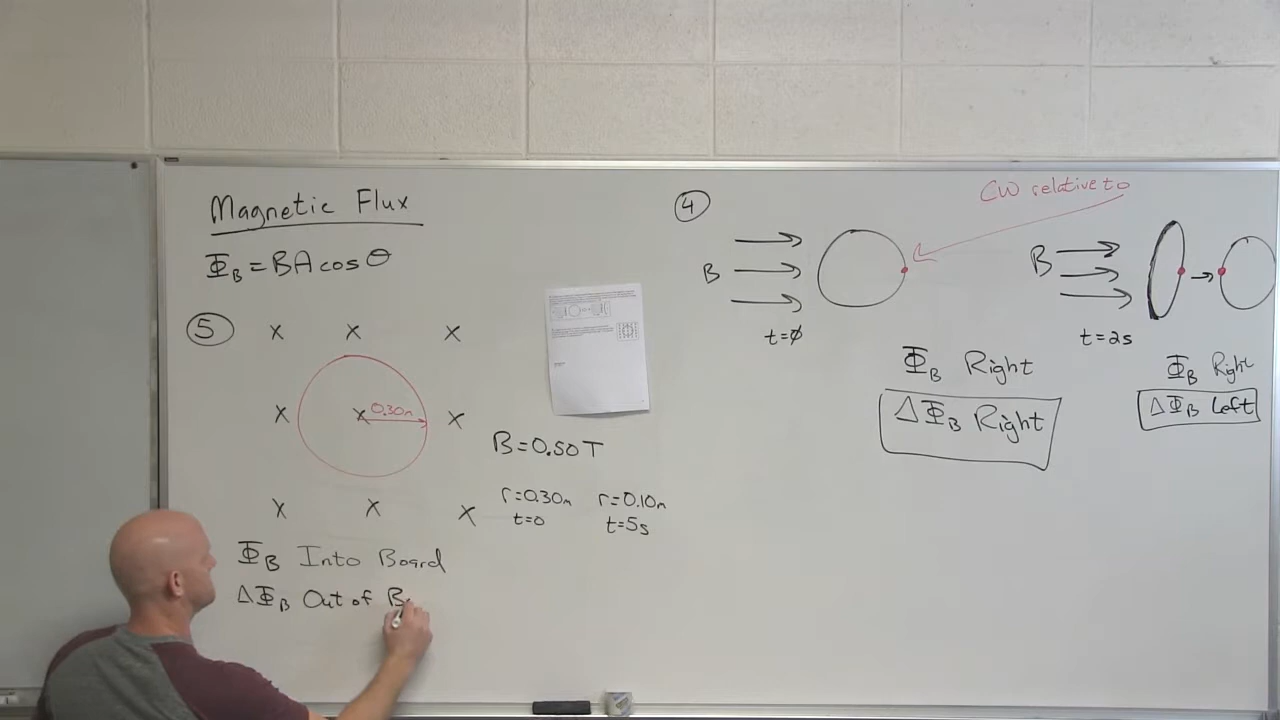 Magnetic Flux
Φ_B = BA cos θ
5
X X X
X X 0.30m X
X X X
B=0.50T
r=0.30m r=0.10m
t=0 t=5s
Φ_B Into Board
ΔΦ_B Out of B
4
CW relative to
B
t=0
Φ_B Right
ΔΦ_B Right
B
t=2s
Φ_B Right
ΔΦ_B Left